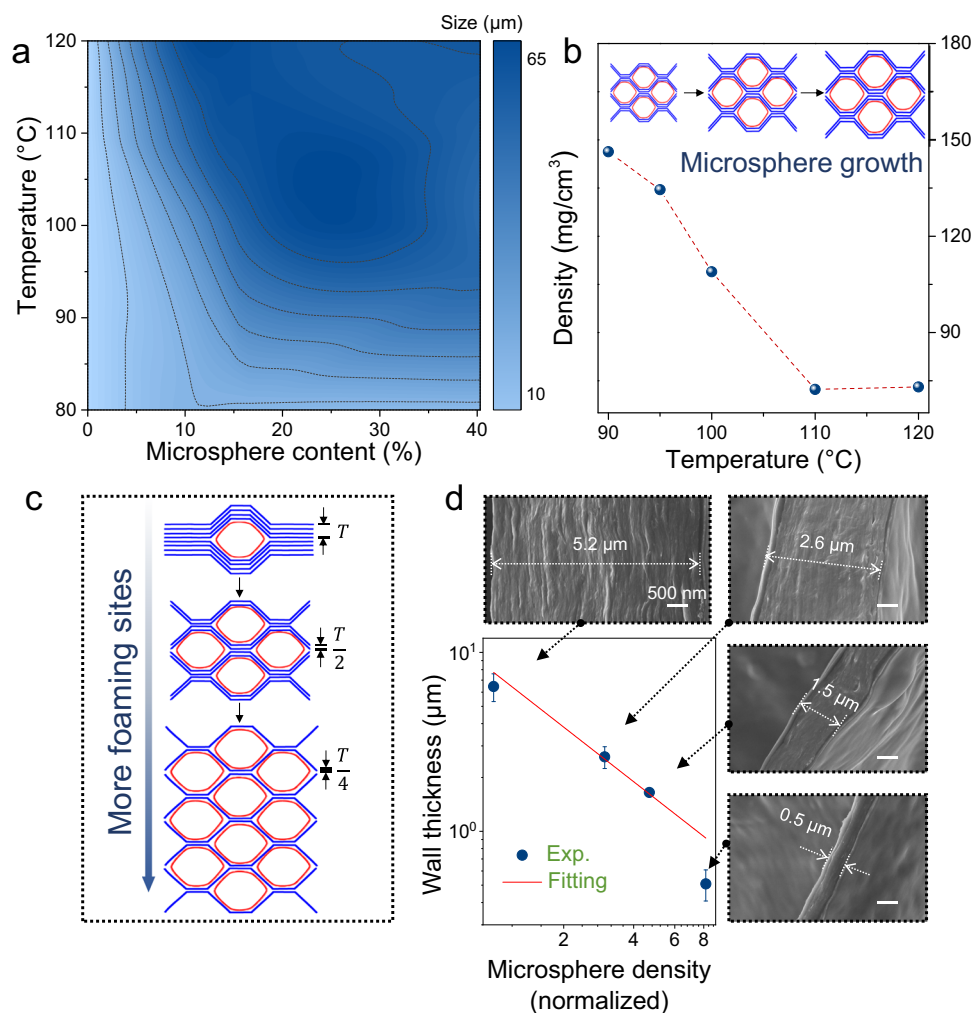 a
Size (µm)
65
10
Temperature (°C)
120
110
100
90
80
0
10
20
30
40
Microsphere content (%)
b
Microsphere growth
Density (mg/cm³)
180
150
120
90
90
100
110
120
Temperature (°C)
c
More foaming sites
T
T
2
T
4
d
5.2 µm
500 nm
2.6 µm
1.5 µm
0.5 µm
Wall thickness (µm)
10¹
10⁰
Exp.
Fitting
2
4
6
8
Microsphere density
(normalized)